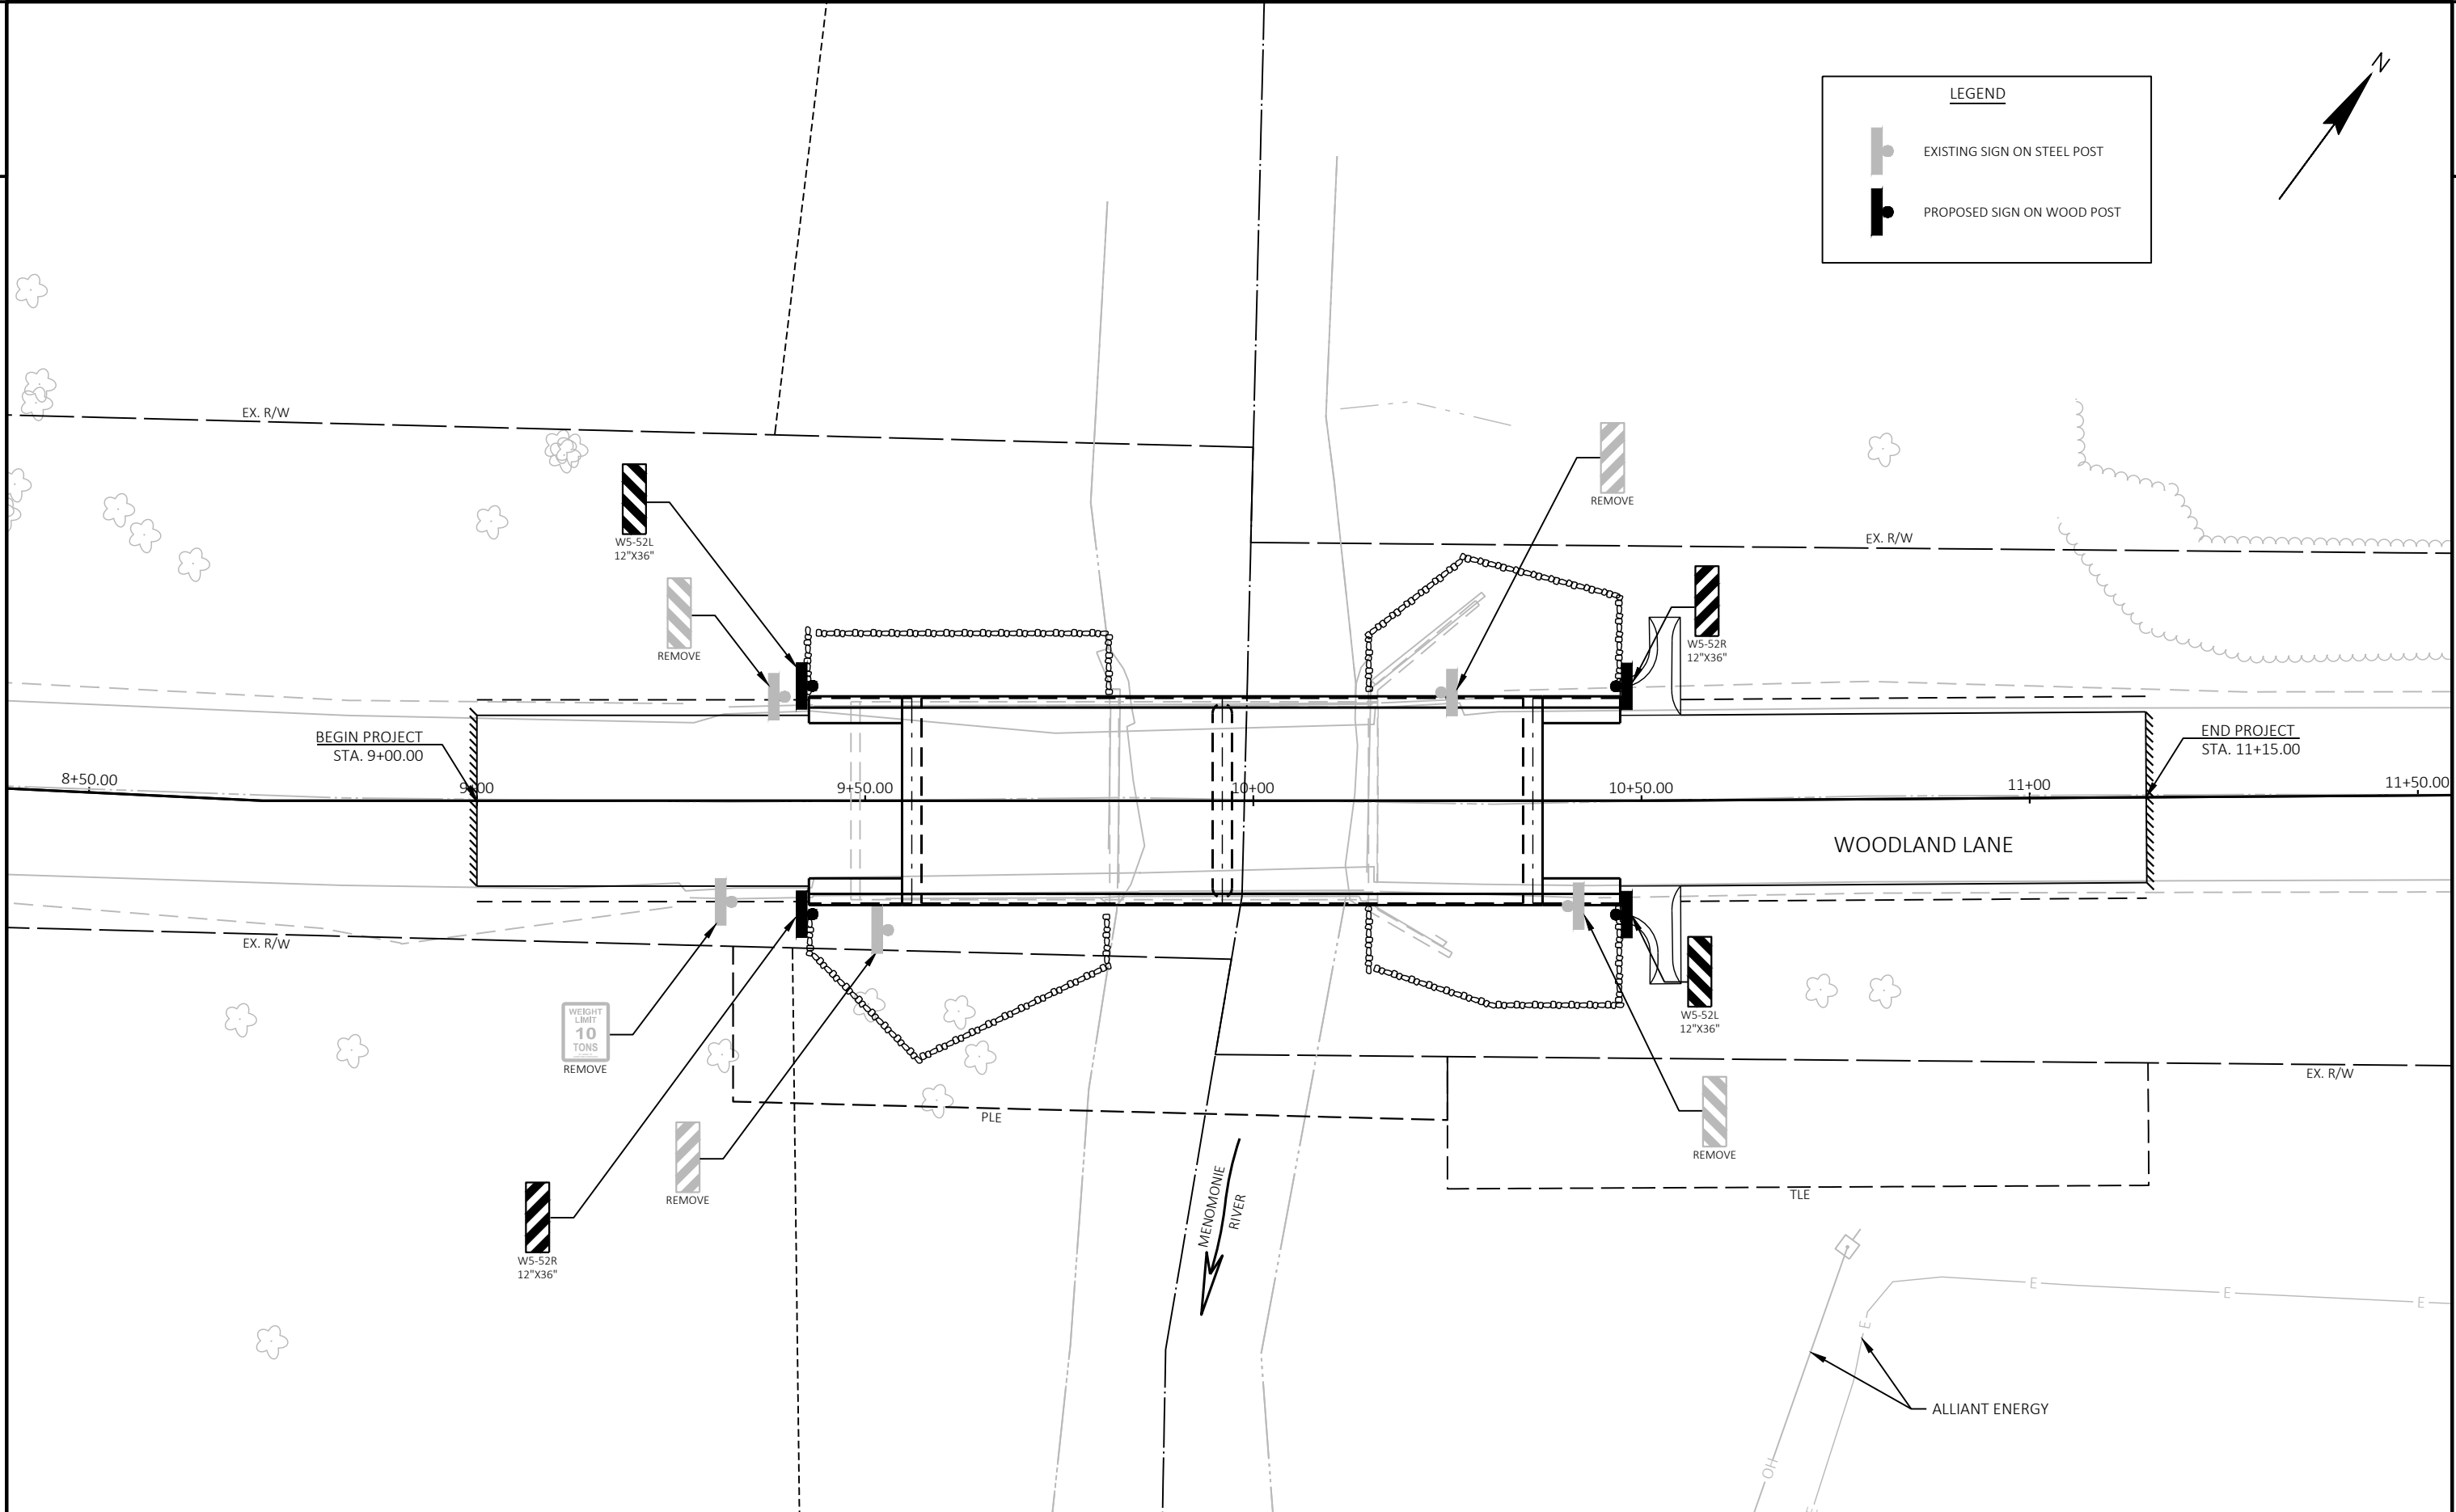 N
LEGEND
EXISTING SIGN ON STEEL POST
PROPOSED SIGN ON WOOD POST
EX. R/W
REMOVE
W5-52L
12"X36"
EX. R/W
REMOVE
W5-52R
12"X36"
BEGIN PROJECT
STA. 9+00.00
END PROJECT
STA. 11+15.00
8+50.00
9+00
9+50.00
10+00
10+50.00
11+00
11+50.00
WOODLAND LANE
EX. R/W
WEIGHT
LIMIT
10
TONS
REMOVE
W5-52L
12"X36"
EX. R/W
PLE
REMOVE
REMOVE
TLE
MENOMONIE
RIVER
W5-52R
12"X36"
E
E
E
E
ALLIANT ENERGY
OH
E